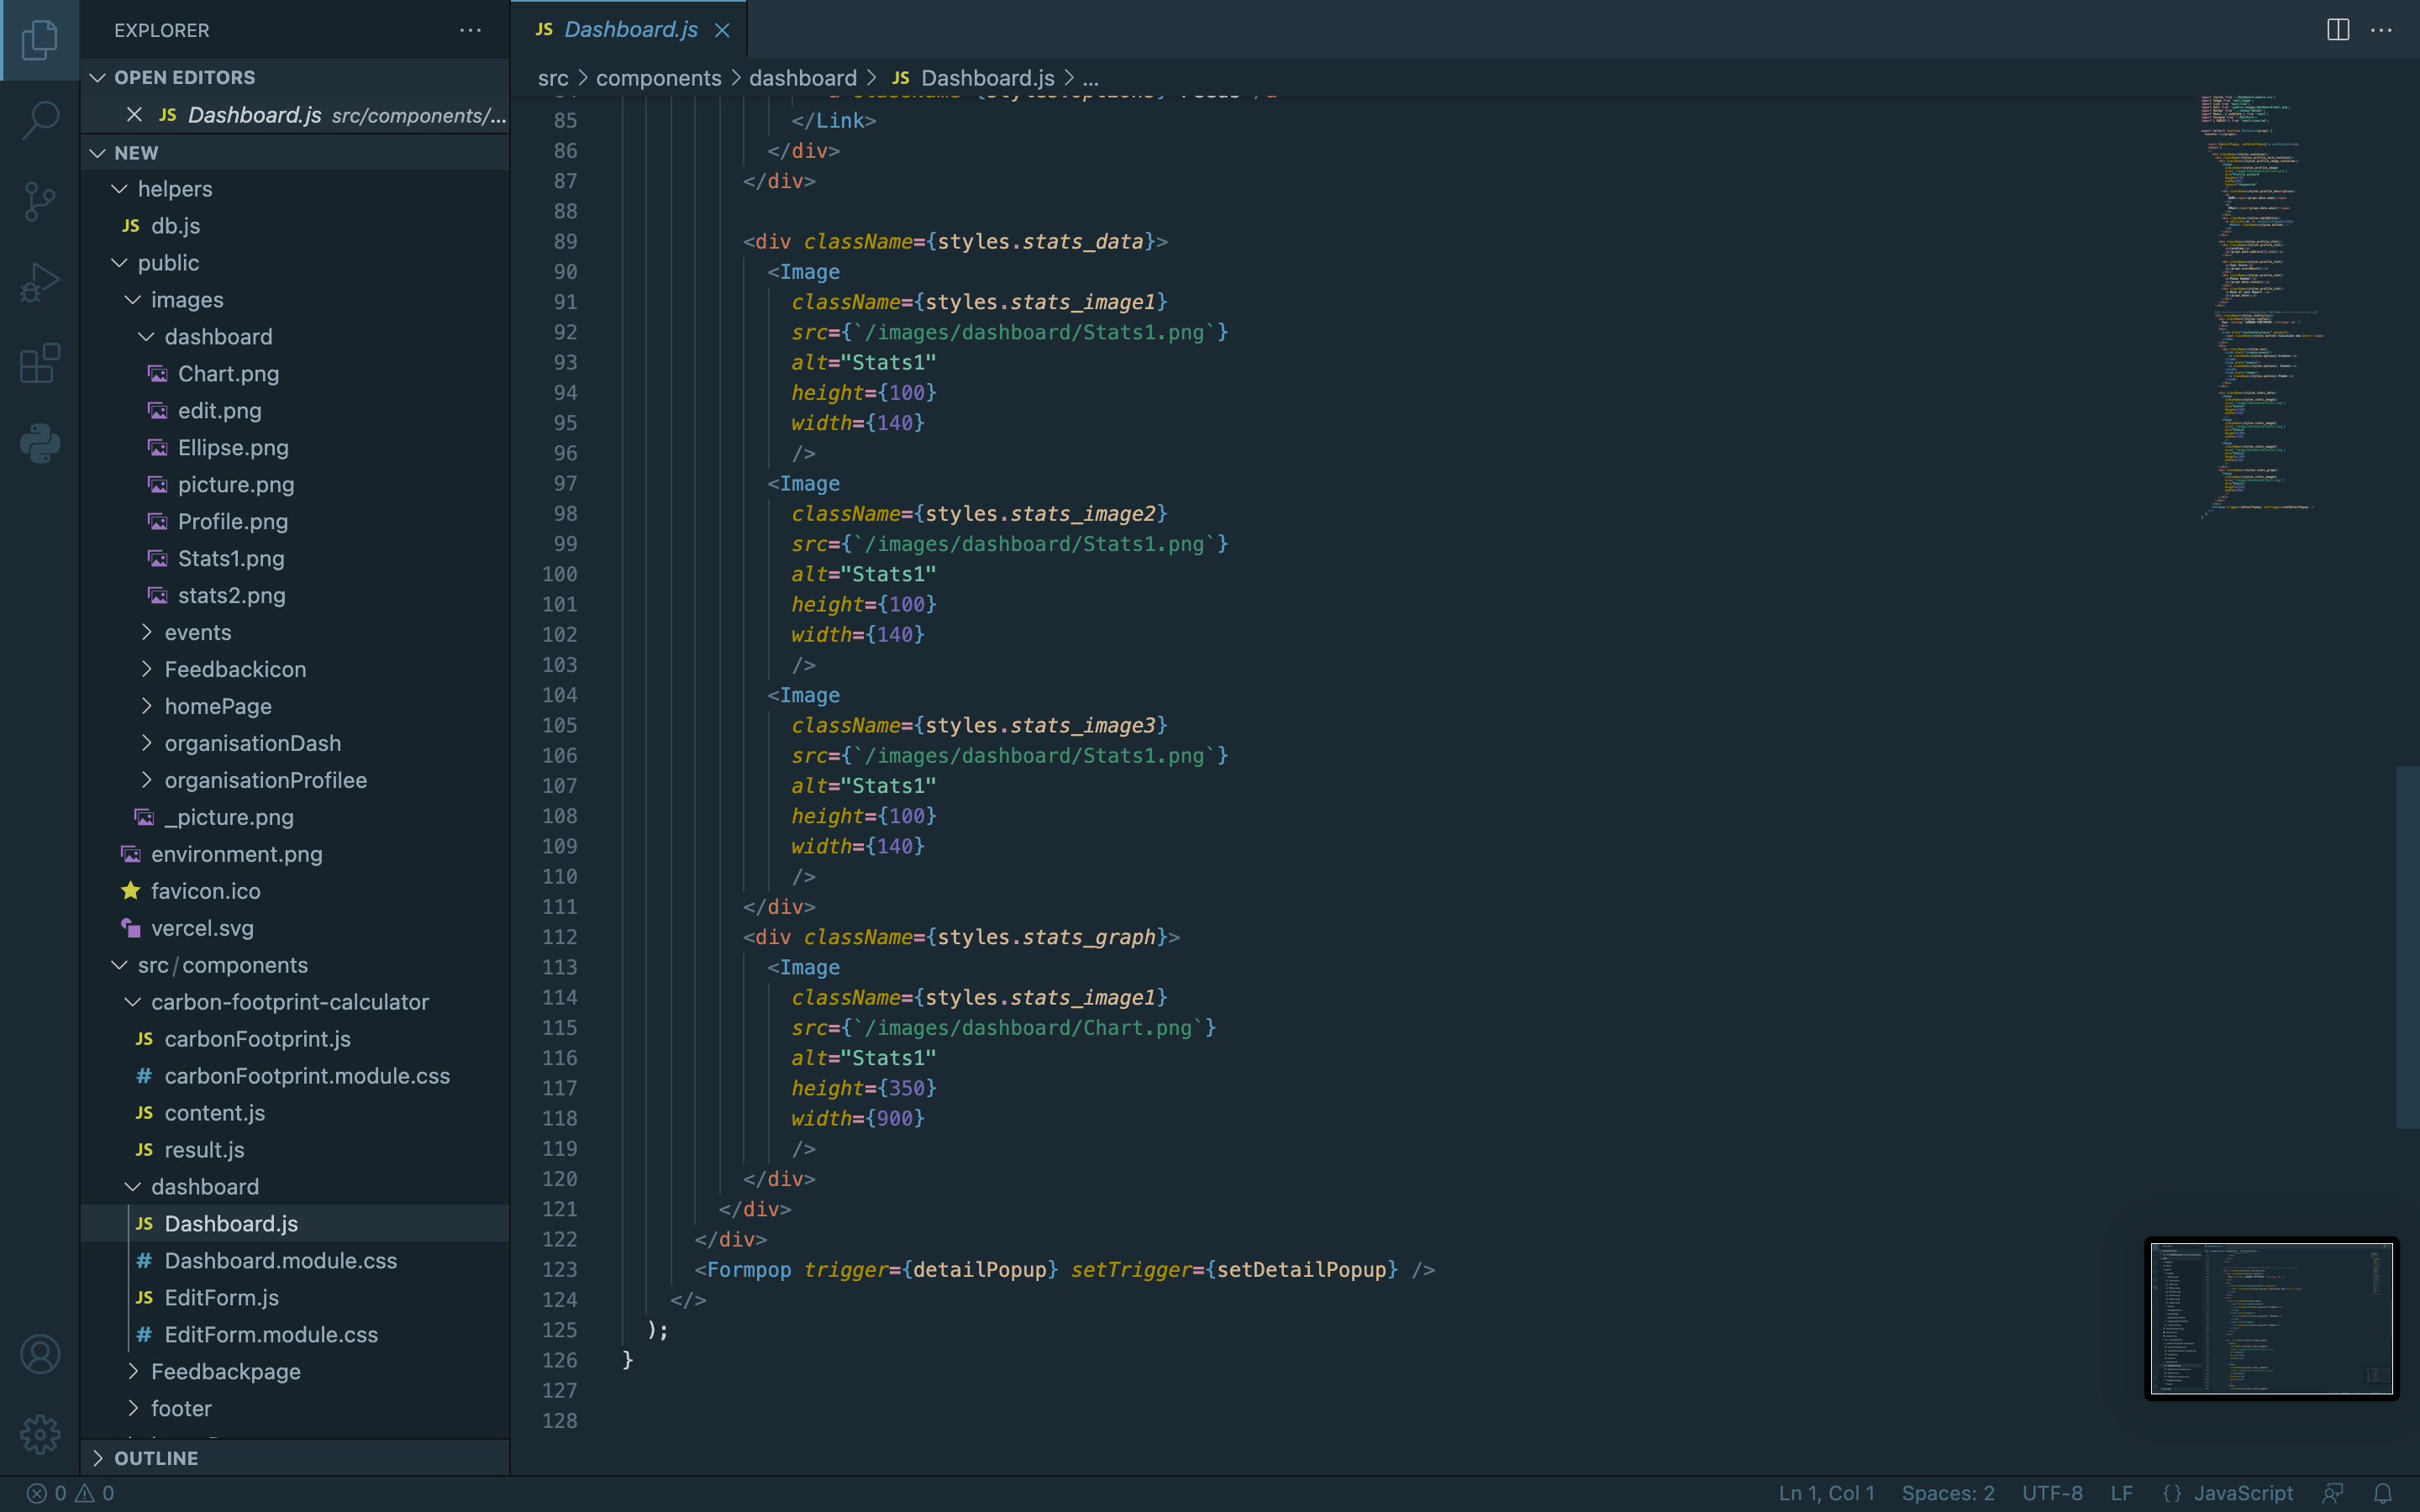 EXPLORER
OPEN EDITORS
JS Dashboard.js src/components/...
NEW
helpers
JS db.js
public
images
dashboard
Chart.png
edit.png
Ellipse.png
picture.png
Profile.png
Stats1.png
stats2.png
events
Feedbackicon
homePage
organisationDash
organisationProfilee
_picture.png
environment.png
favicon.ico
vercel.svg
src/components
carbon-footprint-calculator
JS carbonFootprint.js
# carbonFootprint.module.css
JS content.js
JS result.js
dashboard
JS Dashboard.js
# Dashboard.module.css
JS EditForm.js
# EditForm.module.css
Feedbackpage
footer
OUTLINE
JS Dashboard.js
src > components > dashboard > JS Dashboard.js > ...
85 </Link>
86 </div>
87 </div>
88
89 <div className={styles.stats_data}>
90 <Image
91 className={styles.stats_image1}
92 src={`/images/dashboard/Stats1.png`}
93 alt="Stats1"
94 height={100}
95 width={140}
96 />
97 <Image
98 className={styles.stats_image2}
99 src={`/images/dashboard/Stats1.png`}
100 alt="Stats1"
101 height={100}
102 width={140}
103 />
104 <Image
105 className={styles.stats_image3}
106 src={`/images/dashboard/Stats1.png`}
107 alt="Stats1"
108 height={100}
109 width={140}
110 />
111 </div>
112 <div className={styles.stats_graph}>
113 <Image
114 className={styles.stats_image1}
115 src={`/images/dashboard/Chart.png`}
116 alt="Stats1"
117 height={350}
118 width={900}
119 />
120 </div>
121 </div>
122 </div>
123 <Formpop trigger={detailPopup} setTrigger={setDetailPopup} />
124 </>
125 );
126 }
127
128
0 0
Ln 1, Col 1 Spaces: 2 UTF-8 LF {} JavaScript